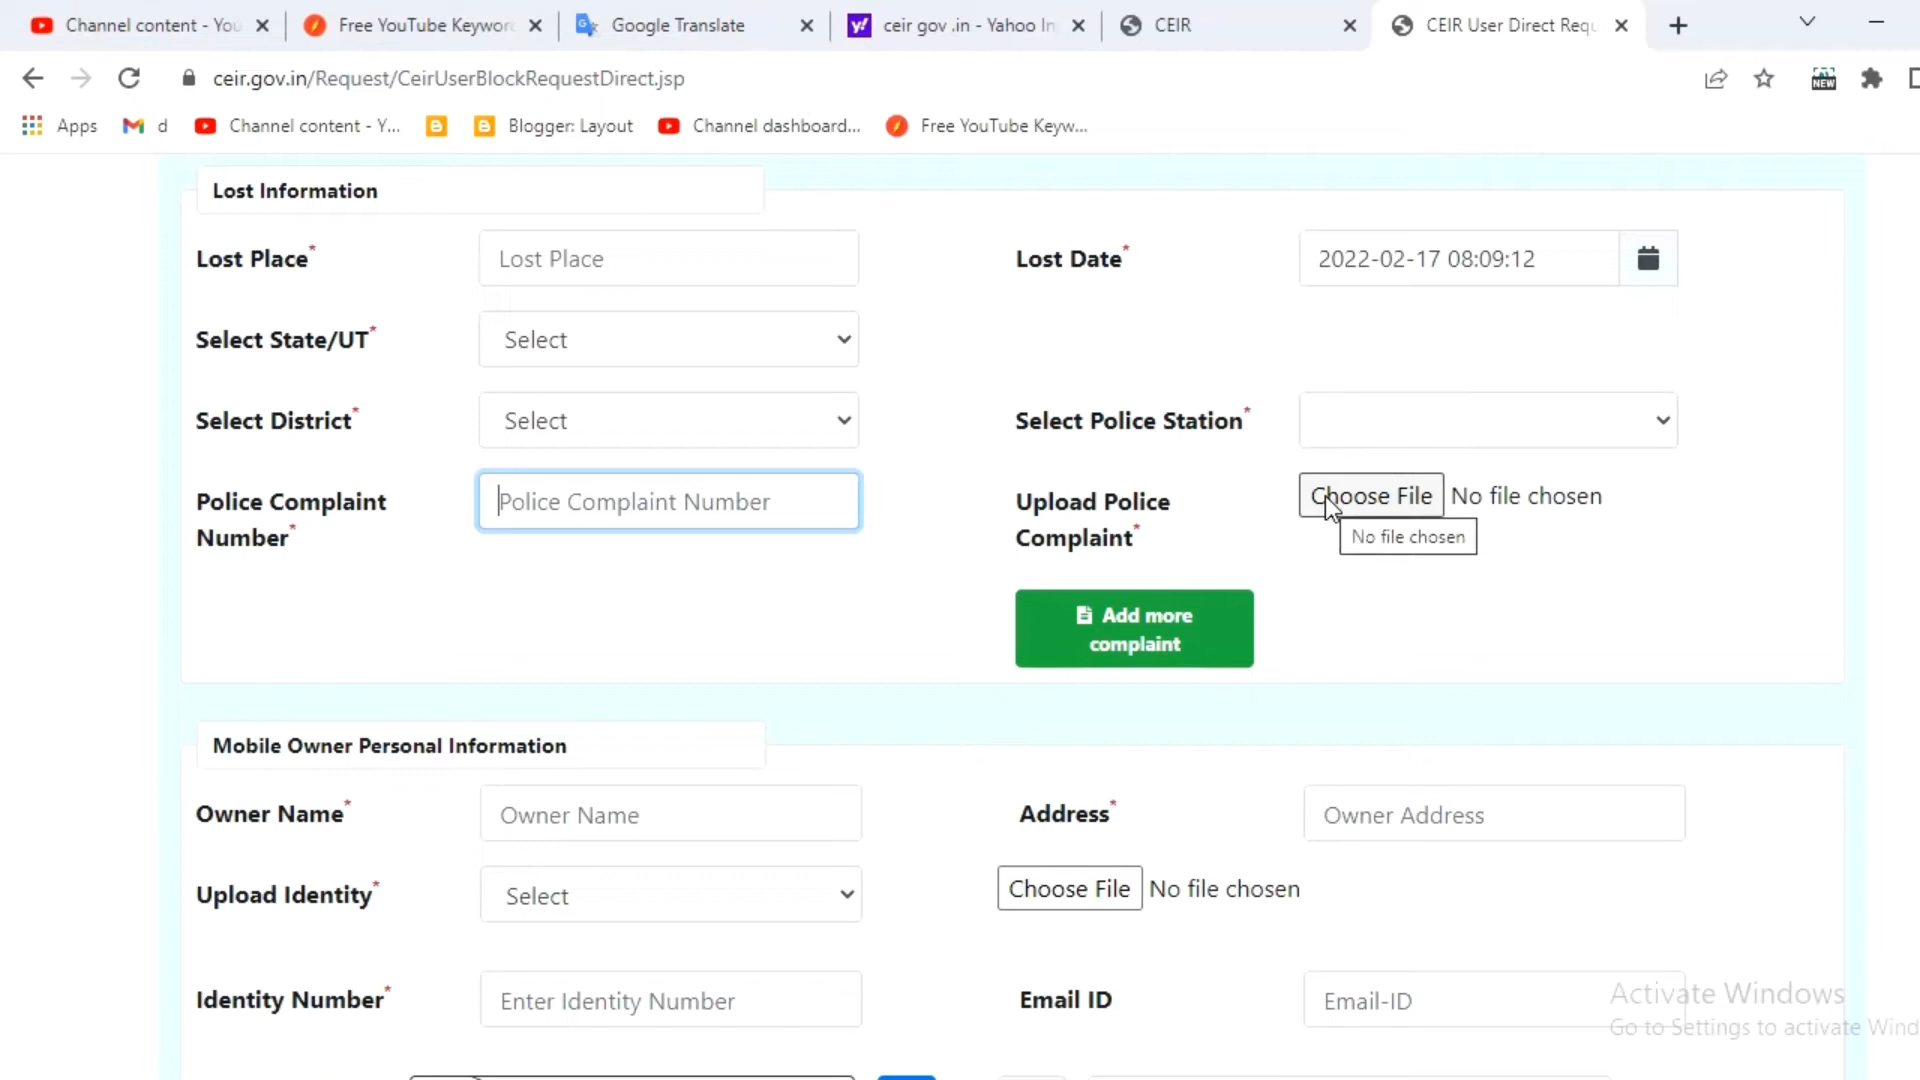 Channel content - You
Free YouTube Keyword
Google Translate
ceir gov .in - Yahoo In
CEIR
CEIR User Direct Requ
ceir.gov.in/Request/CeirUserBlockRequestDirect.jsp
NEW
Apps
d
Channel content - Y...
Blogger: Layout
Channel dashboard...
Free YouTube Keyw...
Lost Information
Lost Place*
Lost Place
Lost Date*
2022-02-17 08:09:12
Select State/UT*
Select
Select District*
Select
Select Police Station*
Police Complaint
Number*
Police Complaint Number
Upload Police
Complaint*
Choose File No file chosen
No file chosen
Add more
complaint
Mobile Owner Personal Information
Owner Name*
Owner Name
Address*
Owner Address
Upload Identity*
Select
Choose File No file chosen
Identity Number*
Enter Identity Number
Email ID
Email-ID
Activate Windows
Go to Settings to activate Wind